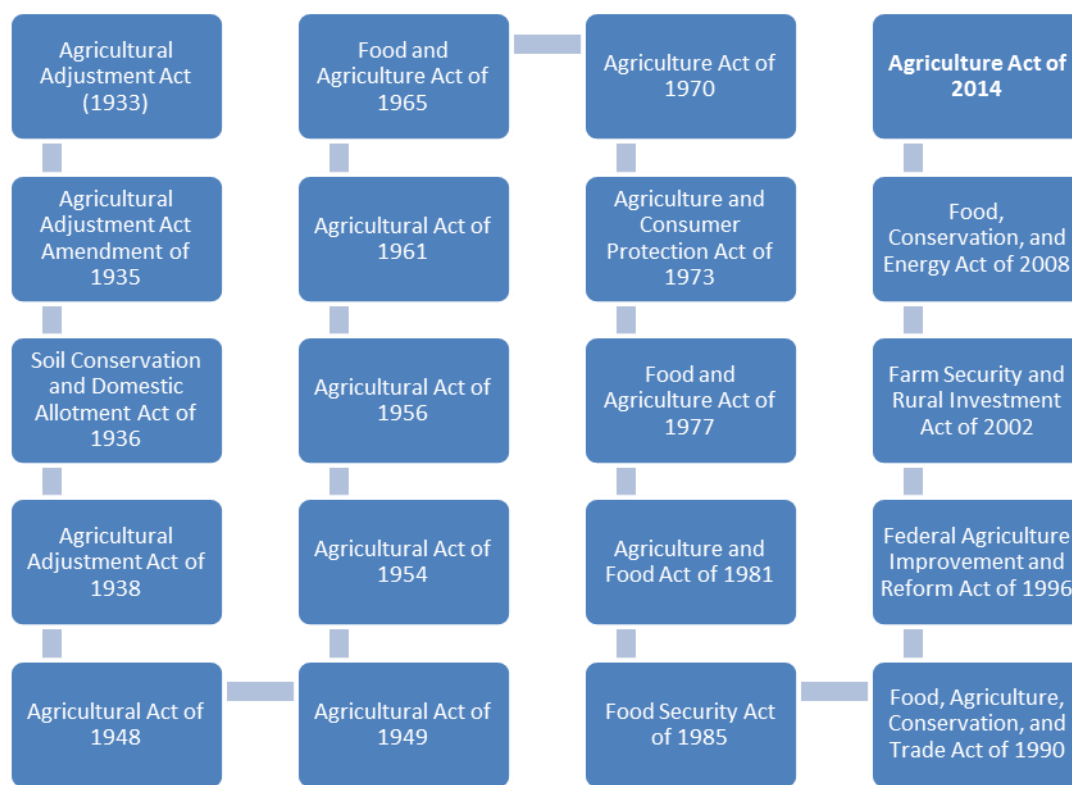 Agricultural
Adjustment Act
(1933)
Agricultural
Adjustment Act
Amendment of
1935
Soil Conservation
and Domestic
Allotment Act of
1936
Agricultural
Adjustment Act of
1938
Agricultural Act of
1948
Agricultural Act of
1949
Agricultural Act of
1954
Agricultural Act of
1956
Agricultural Act of
1961
Food and
Agriculture Act of
1965
Agriculture Act of
1970
Agriculture and
Consumer
Protection Act of
1973
Food and
Agriculture Act of
1977
Agriculture and
Food Act of 1981
Food Security Act
of 1985
Food, Agriculture,
Conservation, and
Trade Act of 1990
Federal Agriculture
Improvement and
Reform Act of 1996
Farm Security and
Rural Investment
Act of 2002
Food,
Conservation, and
Energy Act of 2008
Agriculture Act of
2014